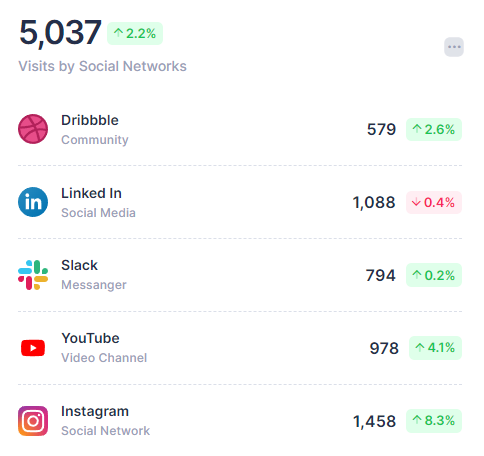 5,037 ↑ 2.2%
Visits by Social Networks
Dribbble 579 ↑ 2.6%
Community
in Linked In 1,088 ↓ 0.4%
Social Media
Slack 794 ↑ 0.2%
Messanger
YouTube 978 ↑ 4.1%
Video Channel
Instagram 1,458 ↑ 8.3%
Social Network